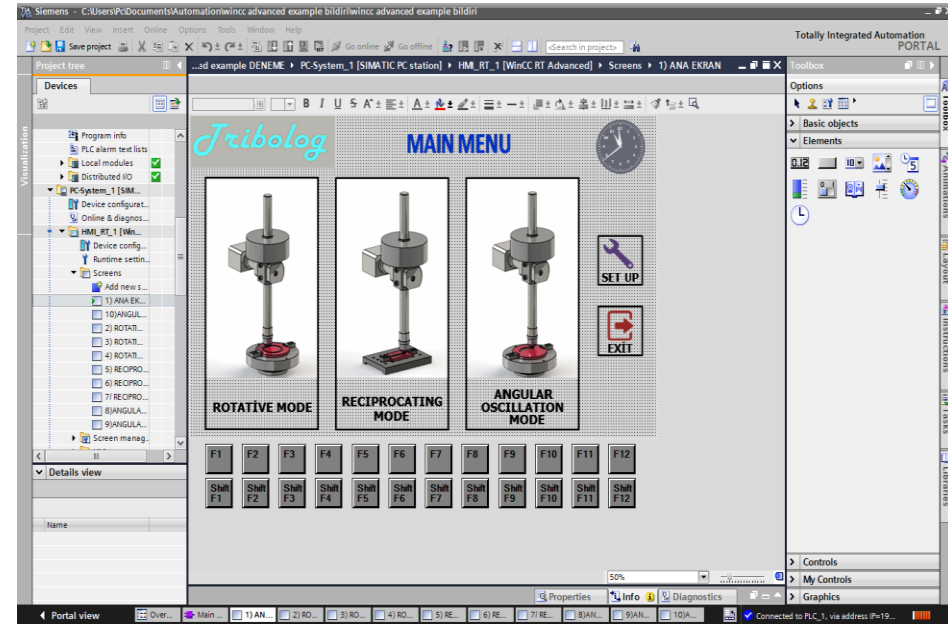 Siemens - C:\Users\Pc\Documents\Automation\wincc advanced example bildiri\wincc advanced example bildiri
Project Edit View Insert Online Options Tools Window Help
Totally Integrated Automation
PORTAL
Save project
Go online
Go offline
<Search in project>
Project tree
...ed example DENEME ▸ PC-System_1 [SIMATIC PC station] ▸ HMI_RT_1 [WinCC RT Advanced] ▸ Screens ▸ 1) ANA EKRAN
Toolbox
Devices
Options
Visualization
Program info
PLC alarm text lists
Local modules
Distributed I/O
PC-System_1 [SIM...
Device configurat...
Online & diagnos...
HMI_RT_1 [Win...
Device config...
Runtime settin...
Screens
Add new s...
1) ANA EK...
10)ANGUL...
2) ROTATI...
3) ROTATI...
4) ROTATI...
5) RECIPRO...
6) RECIPRO...
7/ RECIPRO...
8)ANGULA...
9)ANGULA...
Screen manag...
Details view
Name
B I U S A
Tribolog
MAIN MENU
SET UP
EXİT
ROTATİVE MODE
RECIPROCATING
MODE
ANGULAR
OSCILLATION
MODE
F1 F2 F3 F4 F5 F6 F7 F8 F9 F10 F11 F12
Shift F1 Shift F2 Shift F3 Shift F4 Shift F5 Shift F6 Shift F7 Shift F8 Shift F9 Shift F10 Shift F11 Shift F12
50%
Properties
Info
Diagnostics
Basic objects
Elements
Controls
My Controls
Graphics
Toolbox
Animations
Layout
Instructions
Tasks
Libraries
Portal view
Over...
Main ...
1) AN...
2) RO...
3) RO...
4) RO...
5) RE...
6) RE...
7/ RE...
8)AN...
9)AN...
10)A...
Connected to PLC_1, via address IP=19...